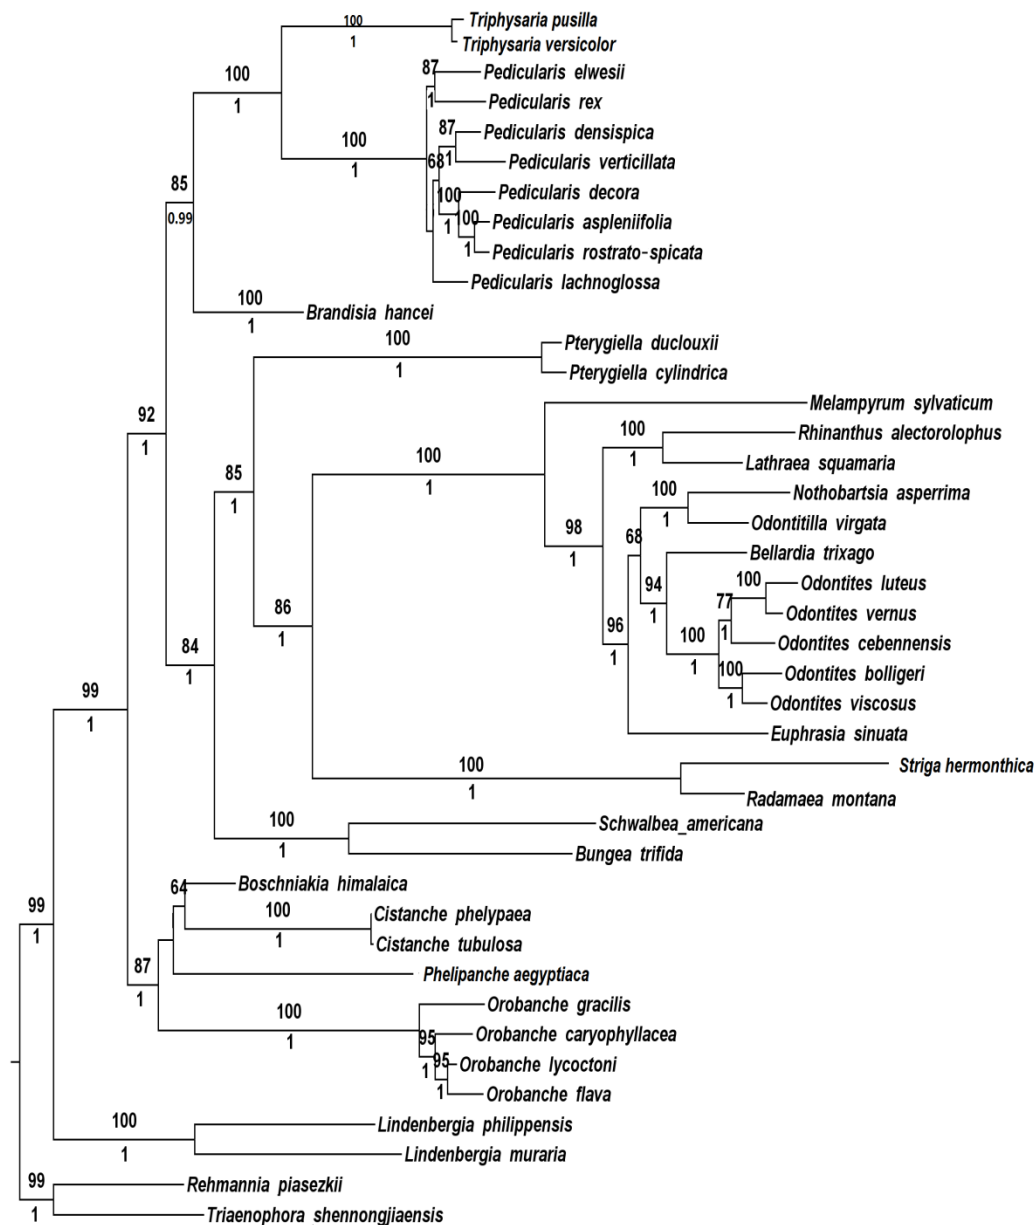 100
1
Triphysaria pusilla
Triphysaria versicolor
87
1
Pedicularis elwesii
Pedicularis rex
100
1
87
1
Pedicularis densispica
Pedicularis verticillata
100
1
68
100
1
Pedicularis decora
100
1
Pedicularis aspleniifolia
Pedicularis rostrato-spicata
Pedicularis lachnoglossa
85
0.99
100
1
Brandisia hancei
100
1
Pterygiella duclouxii
Pterygiella cylindrica
92
1
Melampyrum sylvaticum
100
1
Rhinanthus alectorolophus
Lathraea squamaria
85
1
100
1
100
1
Nothobartsia asperrima
Odontitilla virgata
98
1
68
Bellardia trixago
94
1
100
Odontites luteus
Odontites vernus
77
1
Odontites cebennensis
86
1
96
1
100
1
100
1
Odontites bolligeri
Odontites viscosus
84
1
Euphrasia sinuata
99
1
100
1
Striga hermonthica
Radamaea montana
100
1
Schwalbea_americana
Bungea trifida
64
Boschniakia himalaica
99
1
100
1
Cistanche phelypaea
Cistanche tubulosa
87
1
Phelipanche aegyptiaca
100
1
Orobanche gracilis
95
1
Orobanche caryophyllacea
95
1
Orobanche lycoctoni
Orobanche flava
100
1
Lindenbergia philippensis
Lindenbergia muraria
99
1
Rehmannia piasezkii
Triaenophora shennongjiaensis